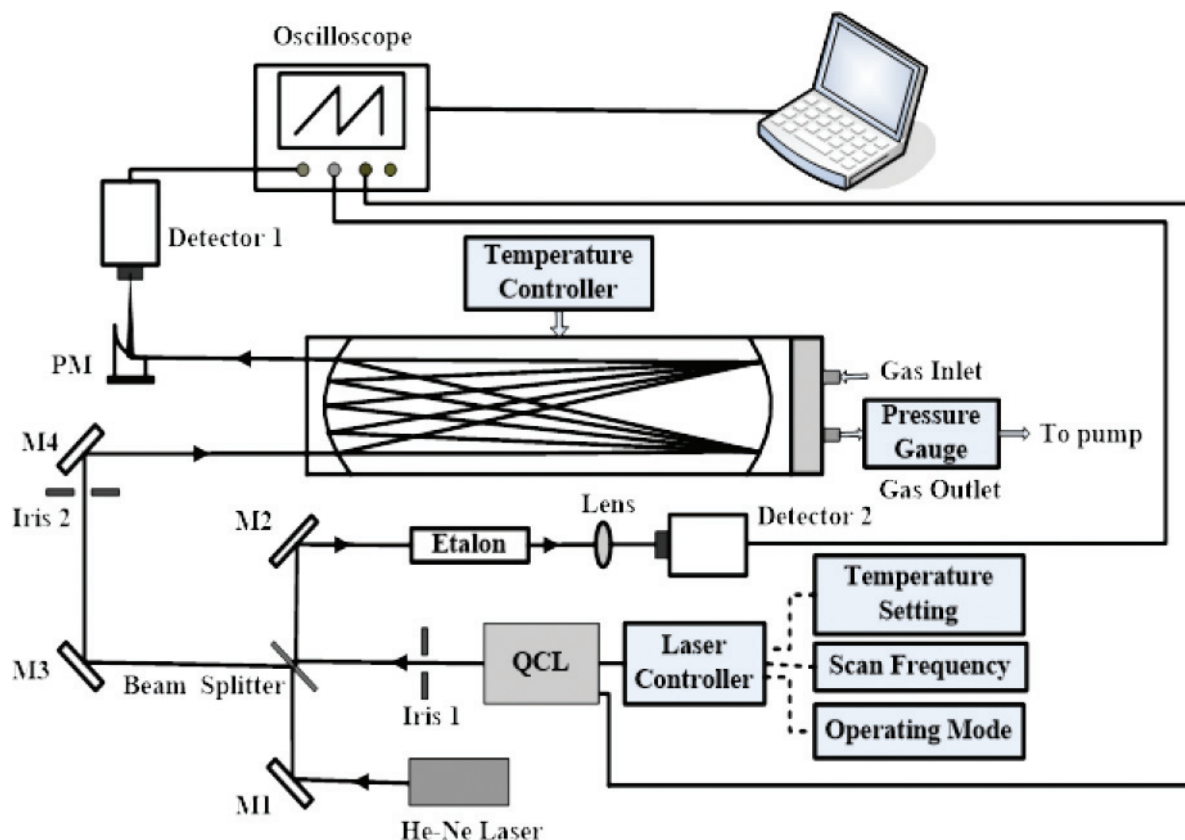 Oscilloscope
Detector 1
Temperature
Controller
PM
Gas Inlet
M4
Pressure
Gauge
To pump
Gas Outlet
Iris 2
M2
Lens
Detector 2
Etalon
Temperature
Setting
M3
Beam Splitter
QCL
Laser
Controller
Scan Frequency
Iris 1
Operating Mode
M1
He-Ne Laser